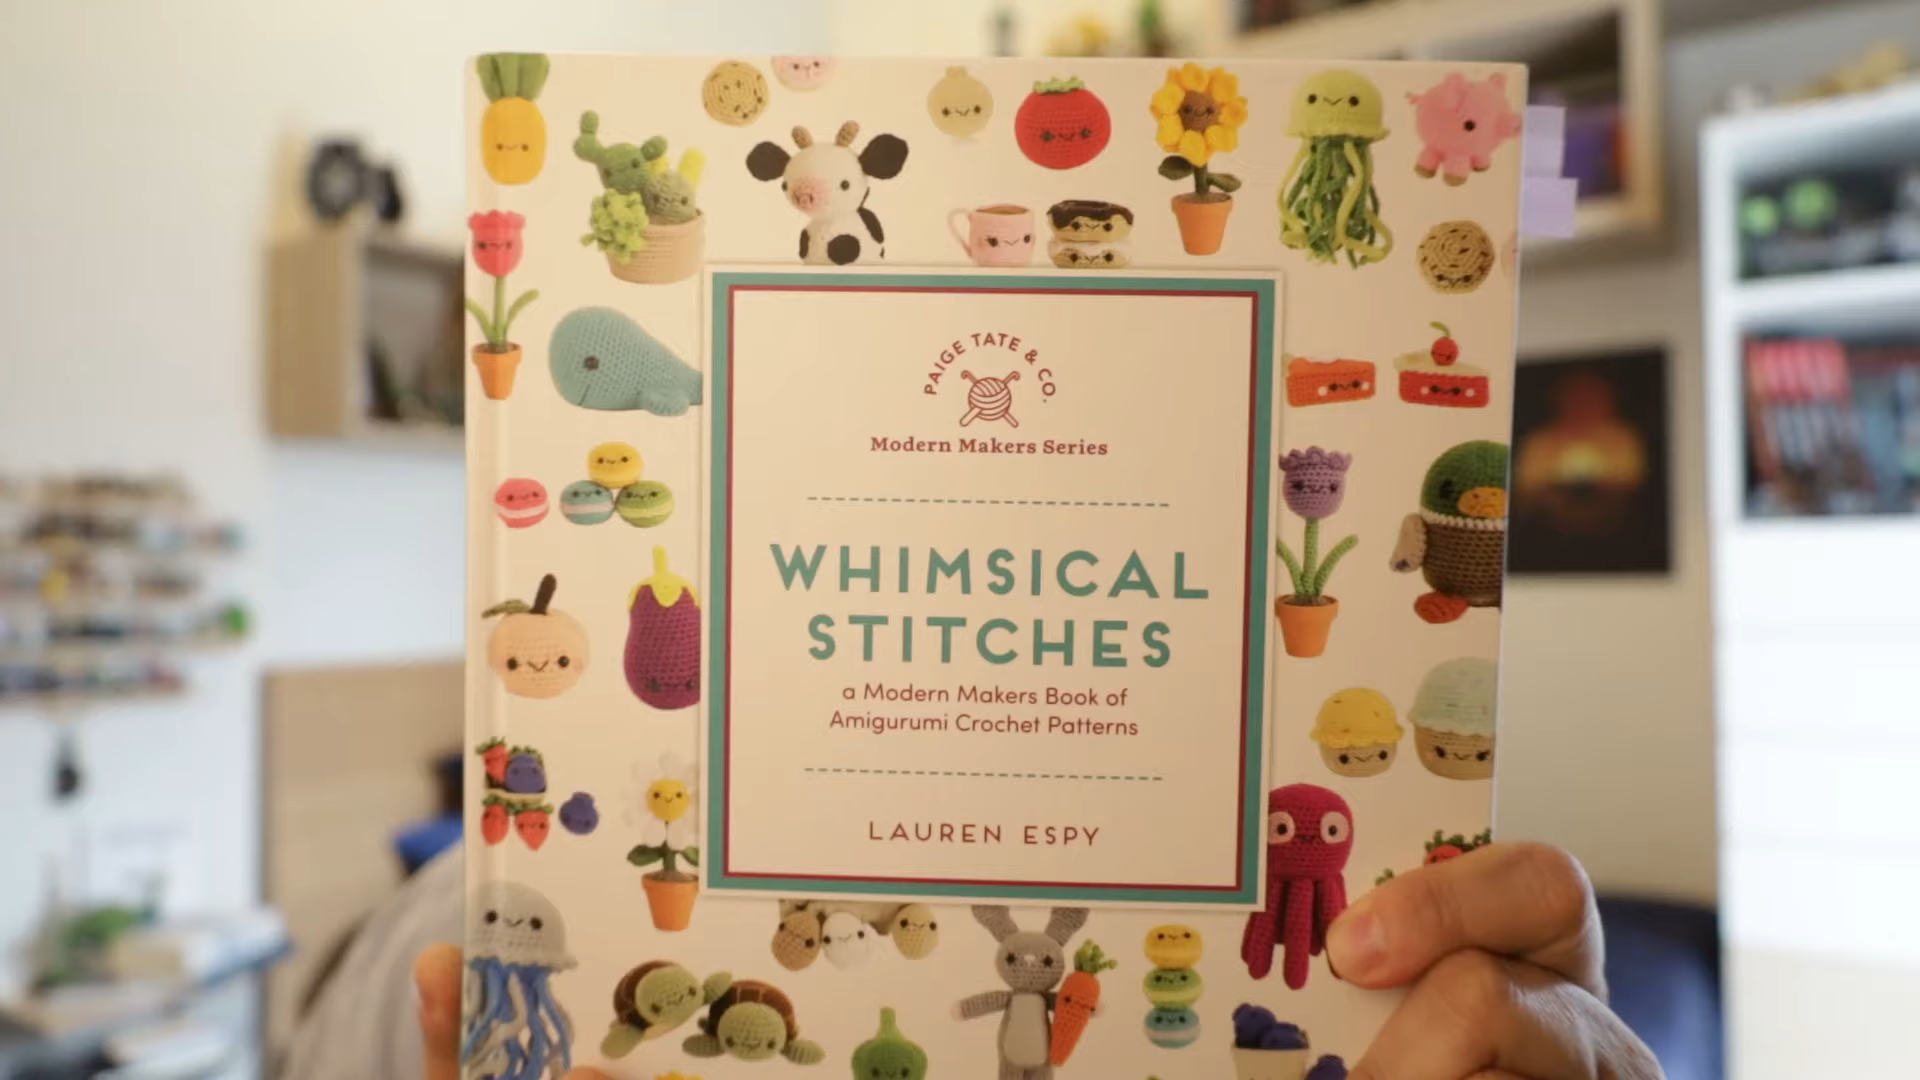 PAIGE TATE & CO.
Modern Makers Series
WHIMSICAL
STITCHES
a Modern Makers Book of
Amigurumi Crochet Patterns
LAUREN ESPY